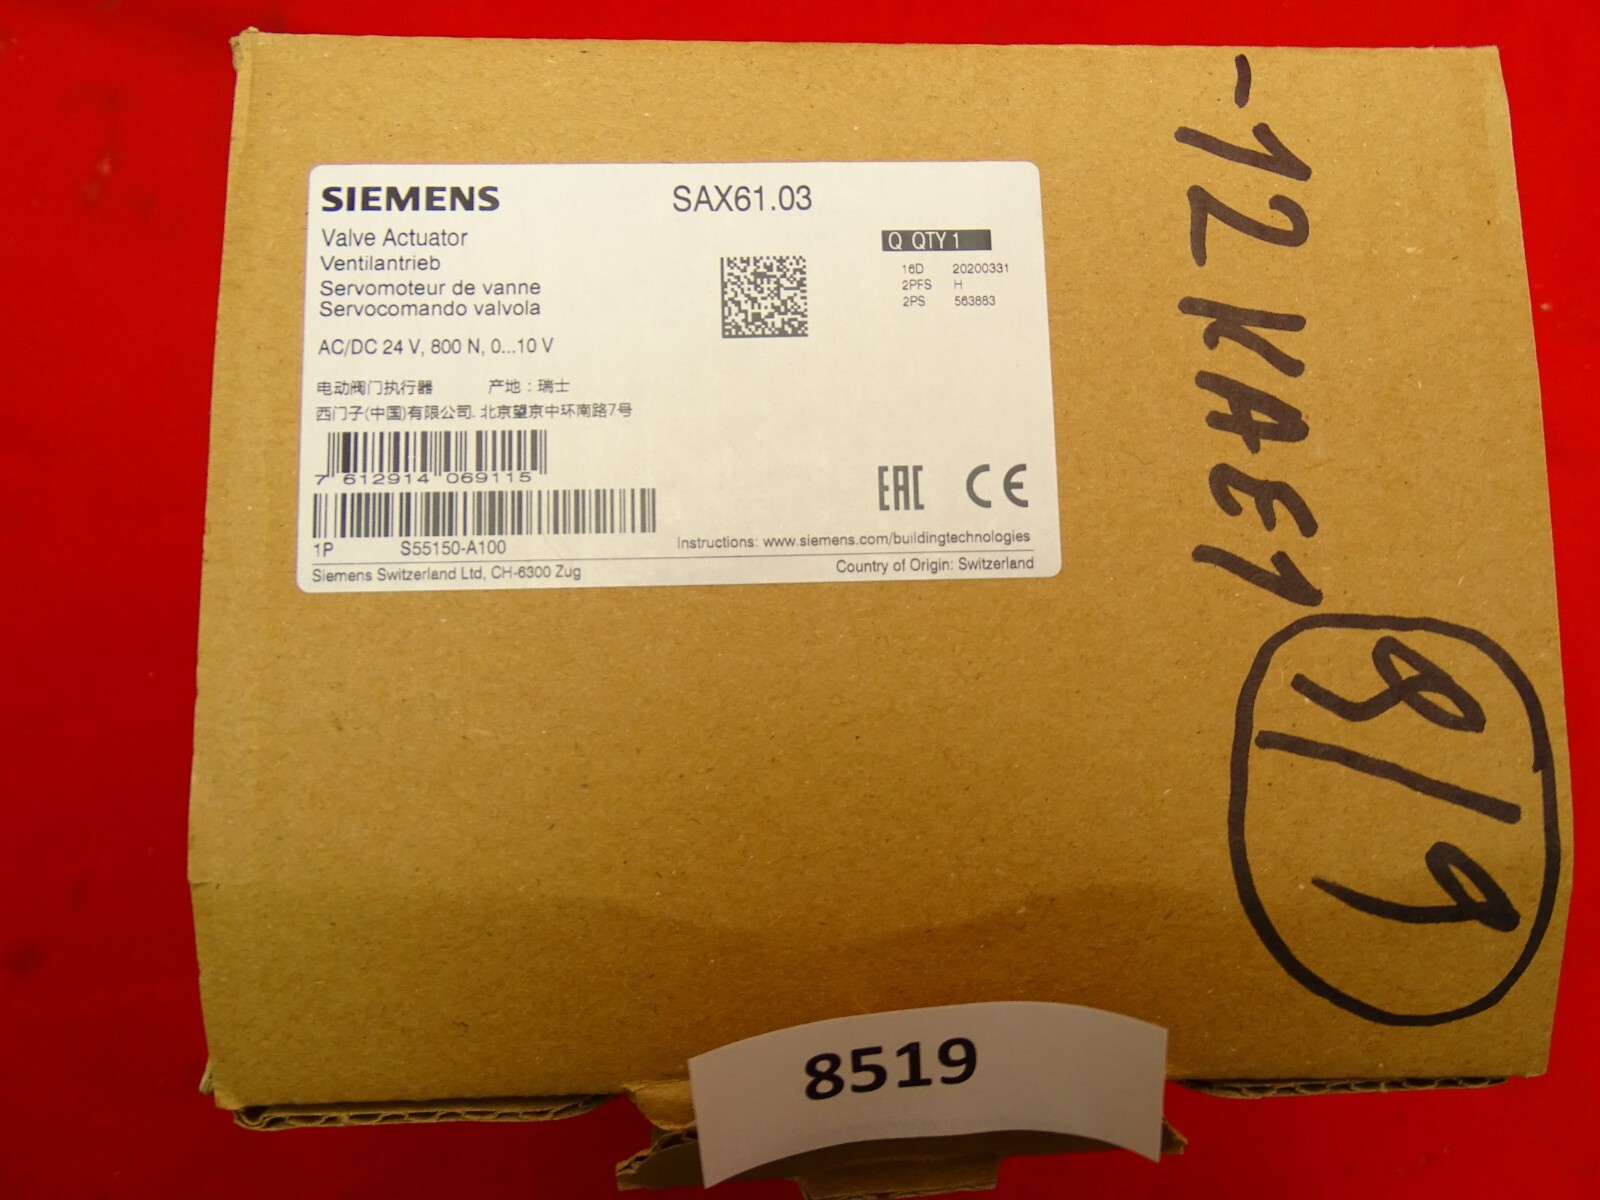 SIEMENS
SAX61.03
Valve Actuator
Ventilantrieb
Servomoteur de vanne
Servocomando valvola
Q QTY 1
16D 20200331
2PFS H
2PS 563883
AC/DC 24 V, 800 N, 0...10 V
电动阀门执行器 产地：瑞士
西门子(中国)有限公司. 北京望京中环南路7号
7 612914 069115
EAC CE
1P S55150-A100
Instructions: www.siemens.com/buildingtechnologies
Siemens Switzerland Ltd, CH-6300 Zug
Country of Origin: Switzerland
-12KAE1
8/9
8519